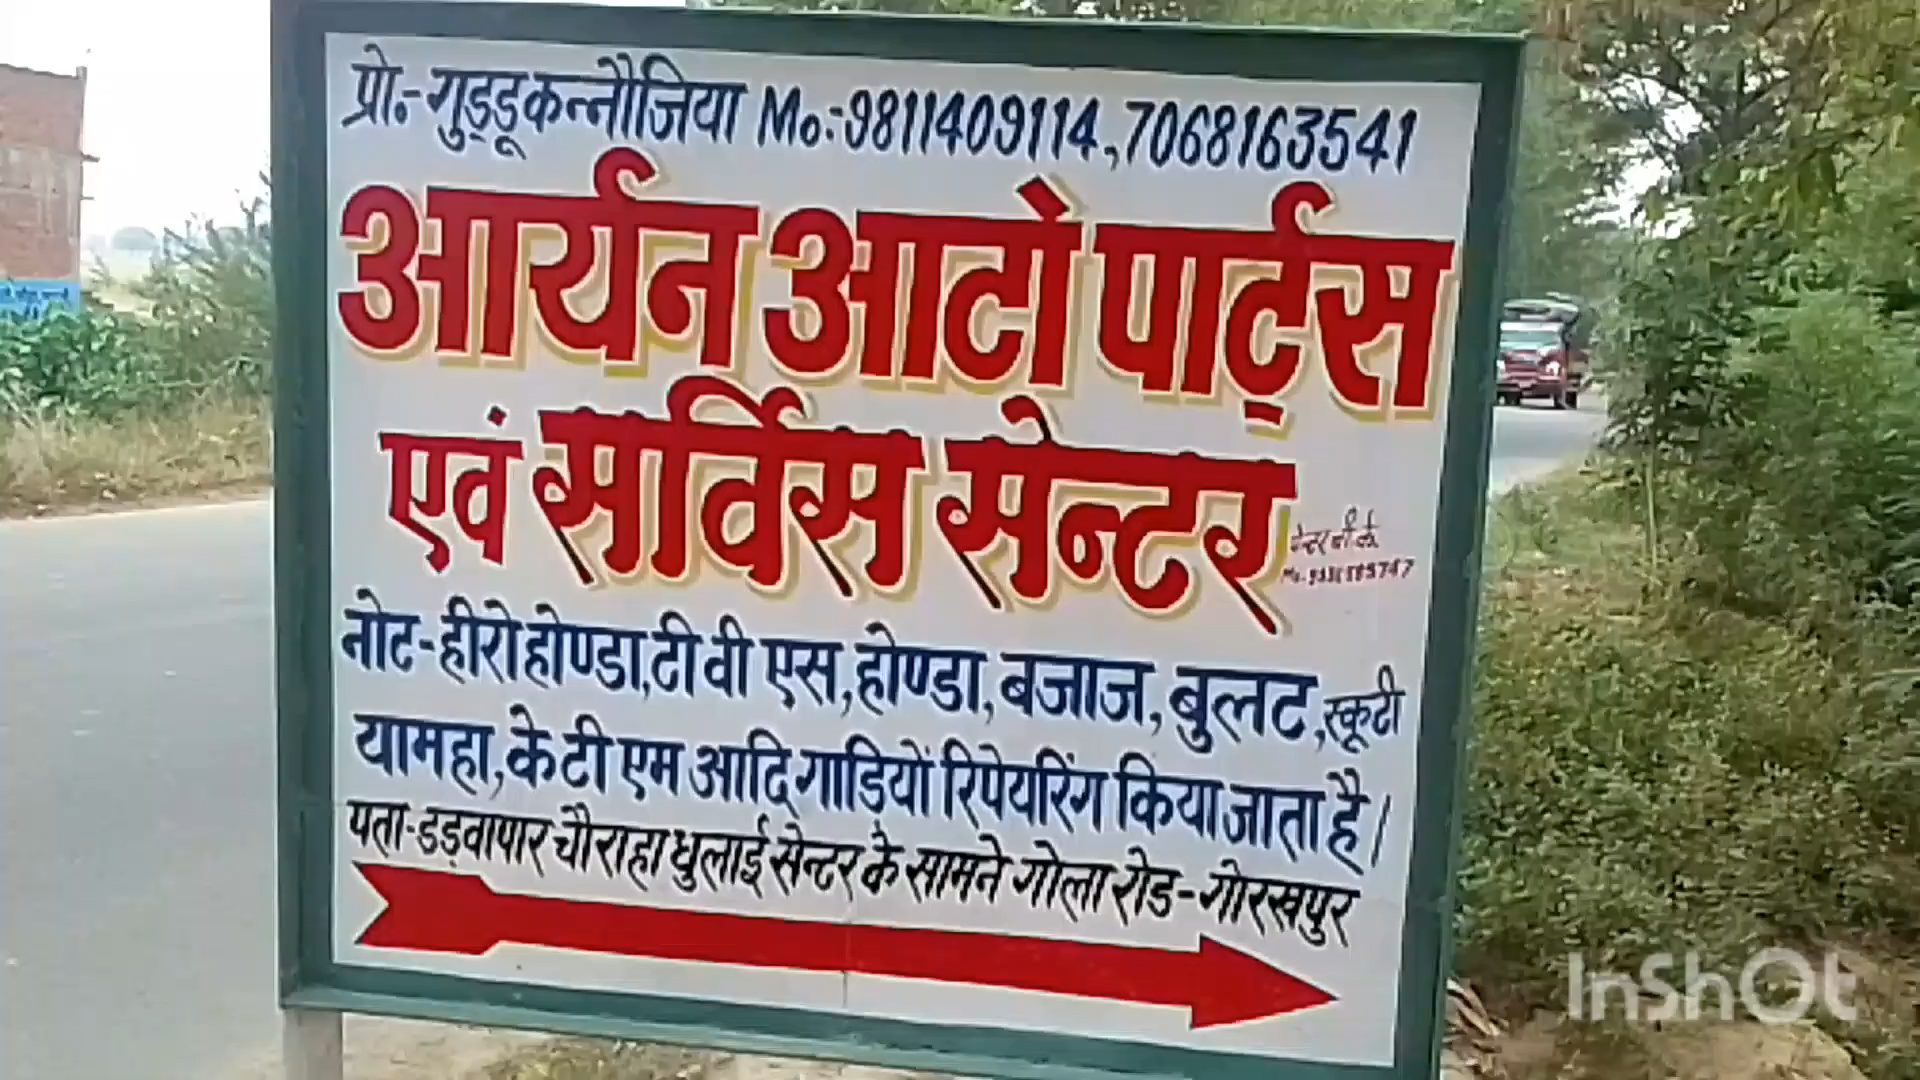 प्रो॰-गुड्डू कन्नौजिया Mo:-9811409114,7068163541
आर्यन आटो पार्ट्स
एवं सर्विस सेन्टर
पेन्टर बी के
नोट-हीरो होण्डा,टी वी एस,होण्डा,बजाज,बुलट,स्कूटी
यामहा,के टी एम आदि गाड़ियों रिपेयरिंग किया जाता है।
पता-डड़वापार चौराहा धुलाई सेन्टर के सामने गोला रोड-गोरखपुर
InShOt